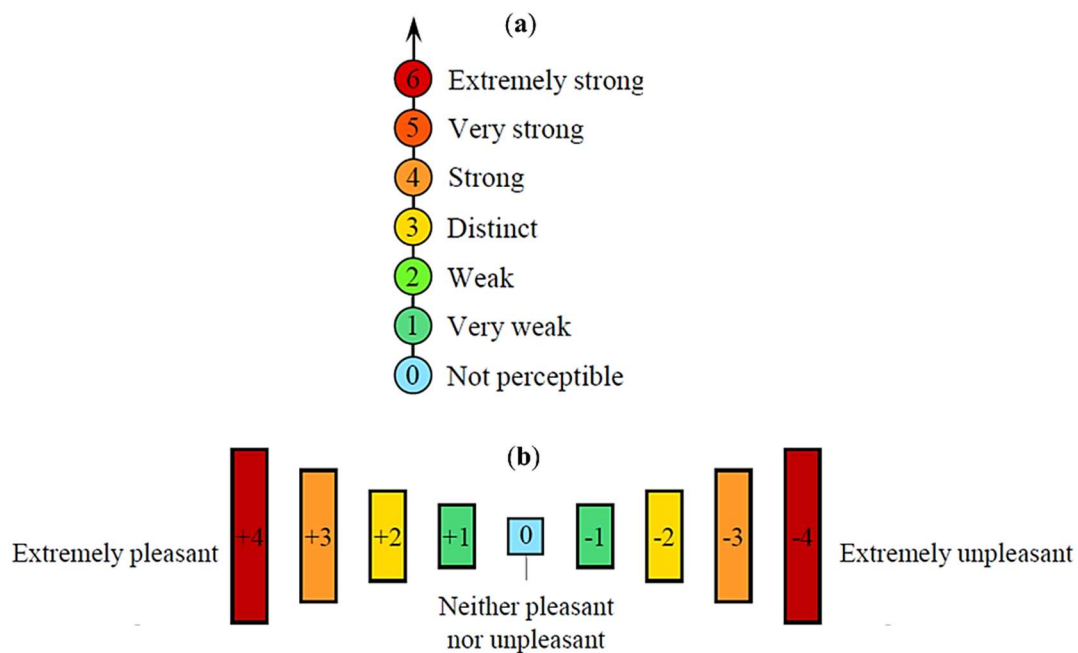 (a)
6 Extremely strong
5 Very strong
4 Strong
3 Distinct
2 Weak
1 Very weak
0 Not perceptible
(b)
Extremely pleasant +4 +3 +2 +1 0 -1 -2 -3 -4 Extremely unpleasant
Neither pleasant
nor unpleasant